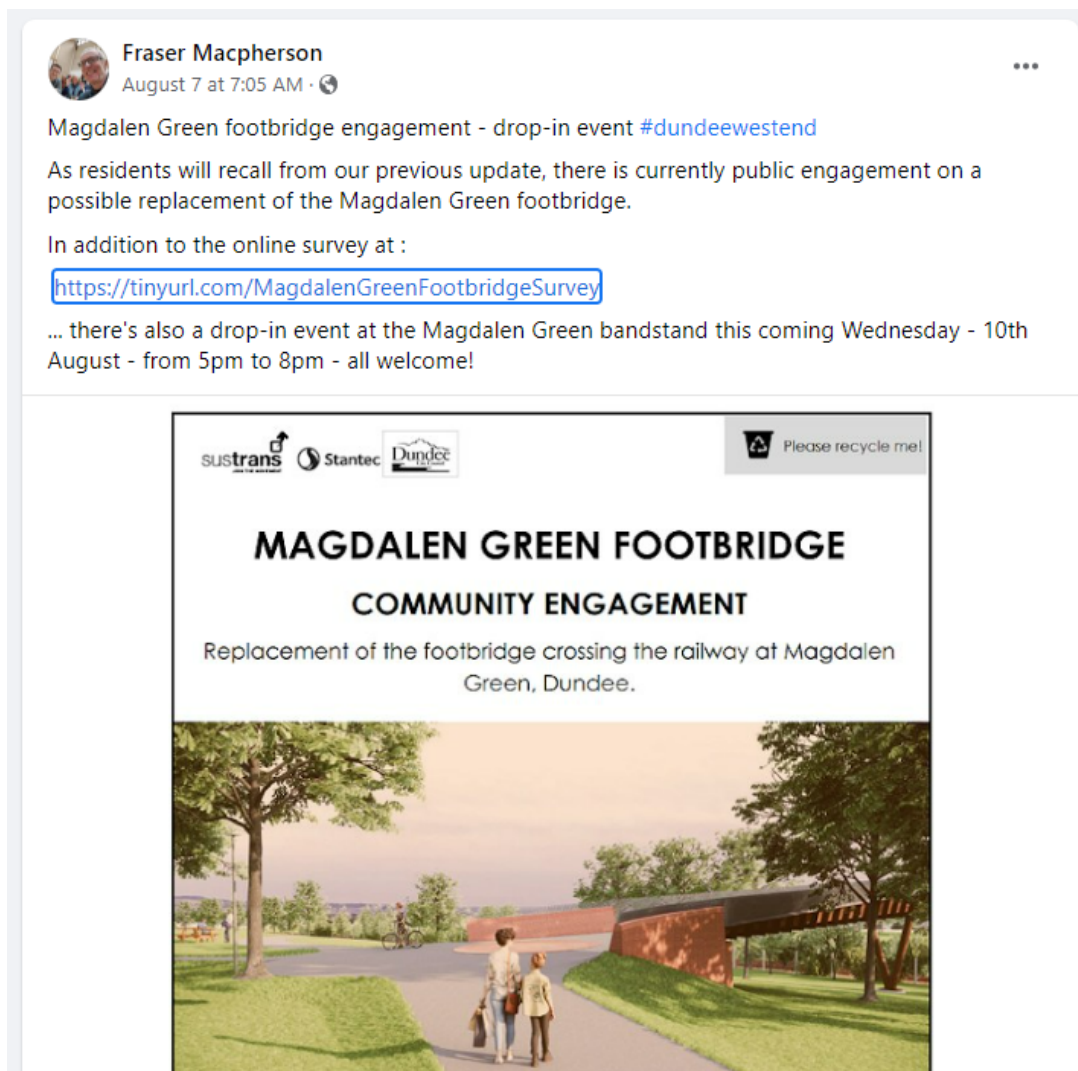 Fraser Macpherson
August 7 at 7:05 AM ·
Magdalen Green footbridge engagement - drop-in event #dundeewestend
As residents will recall from our previous update, there is currently public engagement on a
possible replacement of the Magdalen Green footbridge.
In addition to the online survey at :
https://tinyurl.com/MagdalenGreenFootbridgeSurvey
... there's also a drop-in event at the Magdalen Green bandstand this coming Wednesday - 10th
August - from 5pm to 8pm - all welcome!
sustrans
Stantec
Dundee
Please recycle me!
MAGDALEN GREEN FOOTBRIDGE
COMMUNITY ENGAGEMENT
Replacement of the footbridge crossing the railway at Magdalen
Green, Dundee.